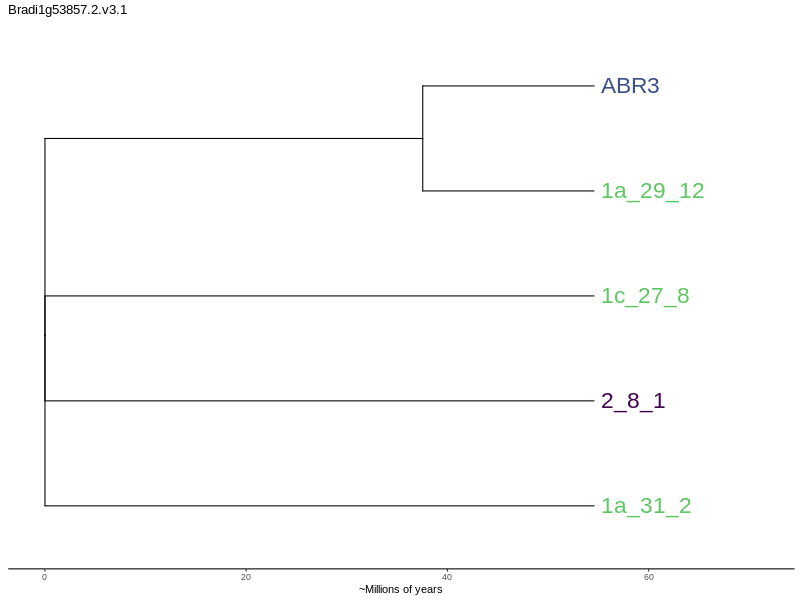 Bradi1g53857.2.v3.1
ABR3
1a_29_12
1c_27_8
2_8_1
1a_31_2
0 20 40 60
~Millions of years